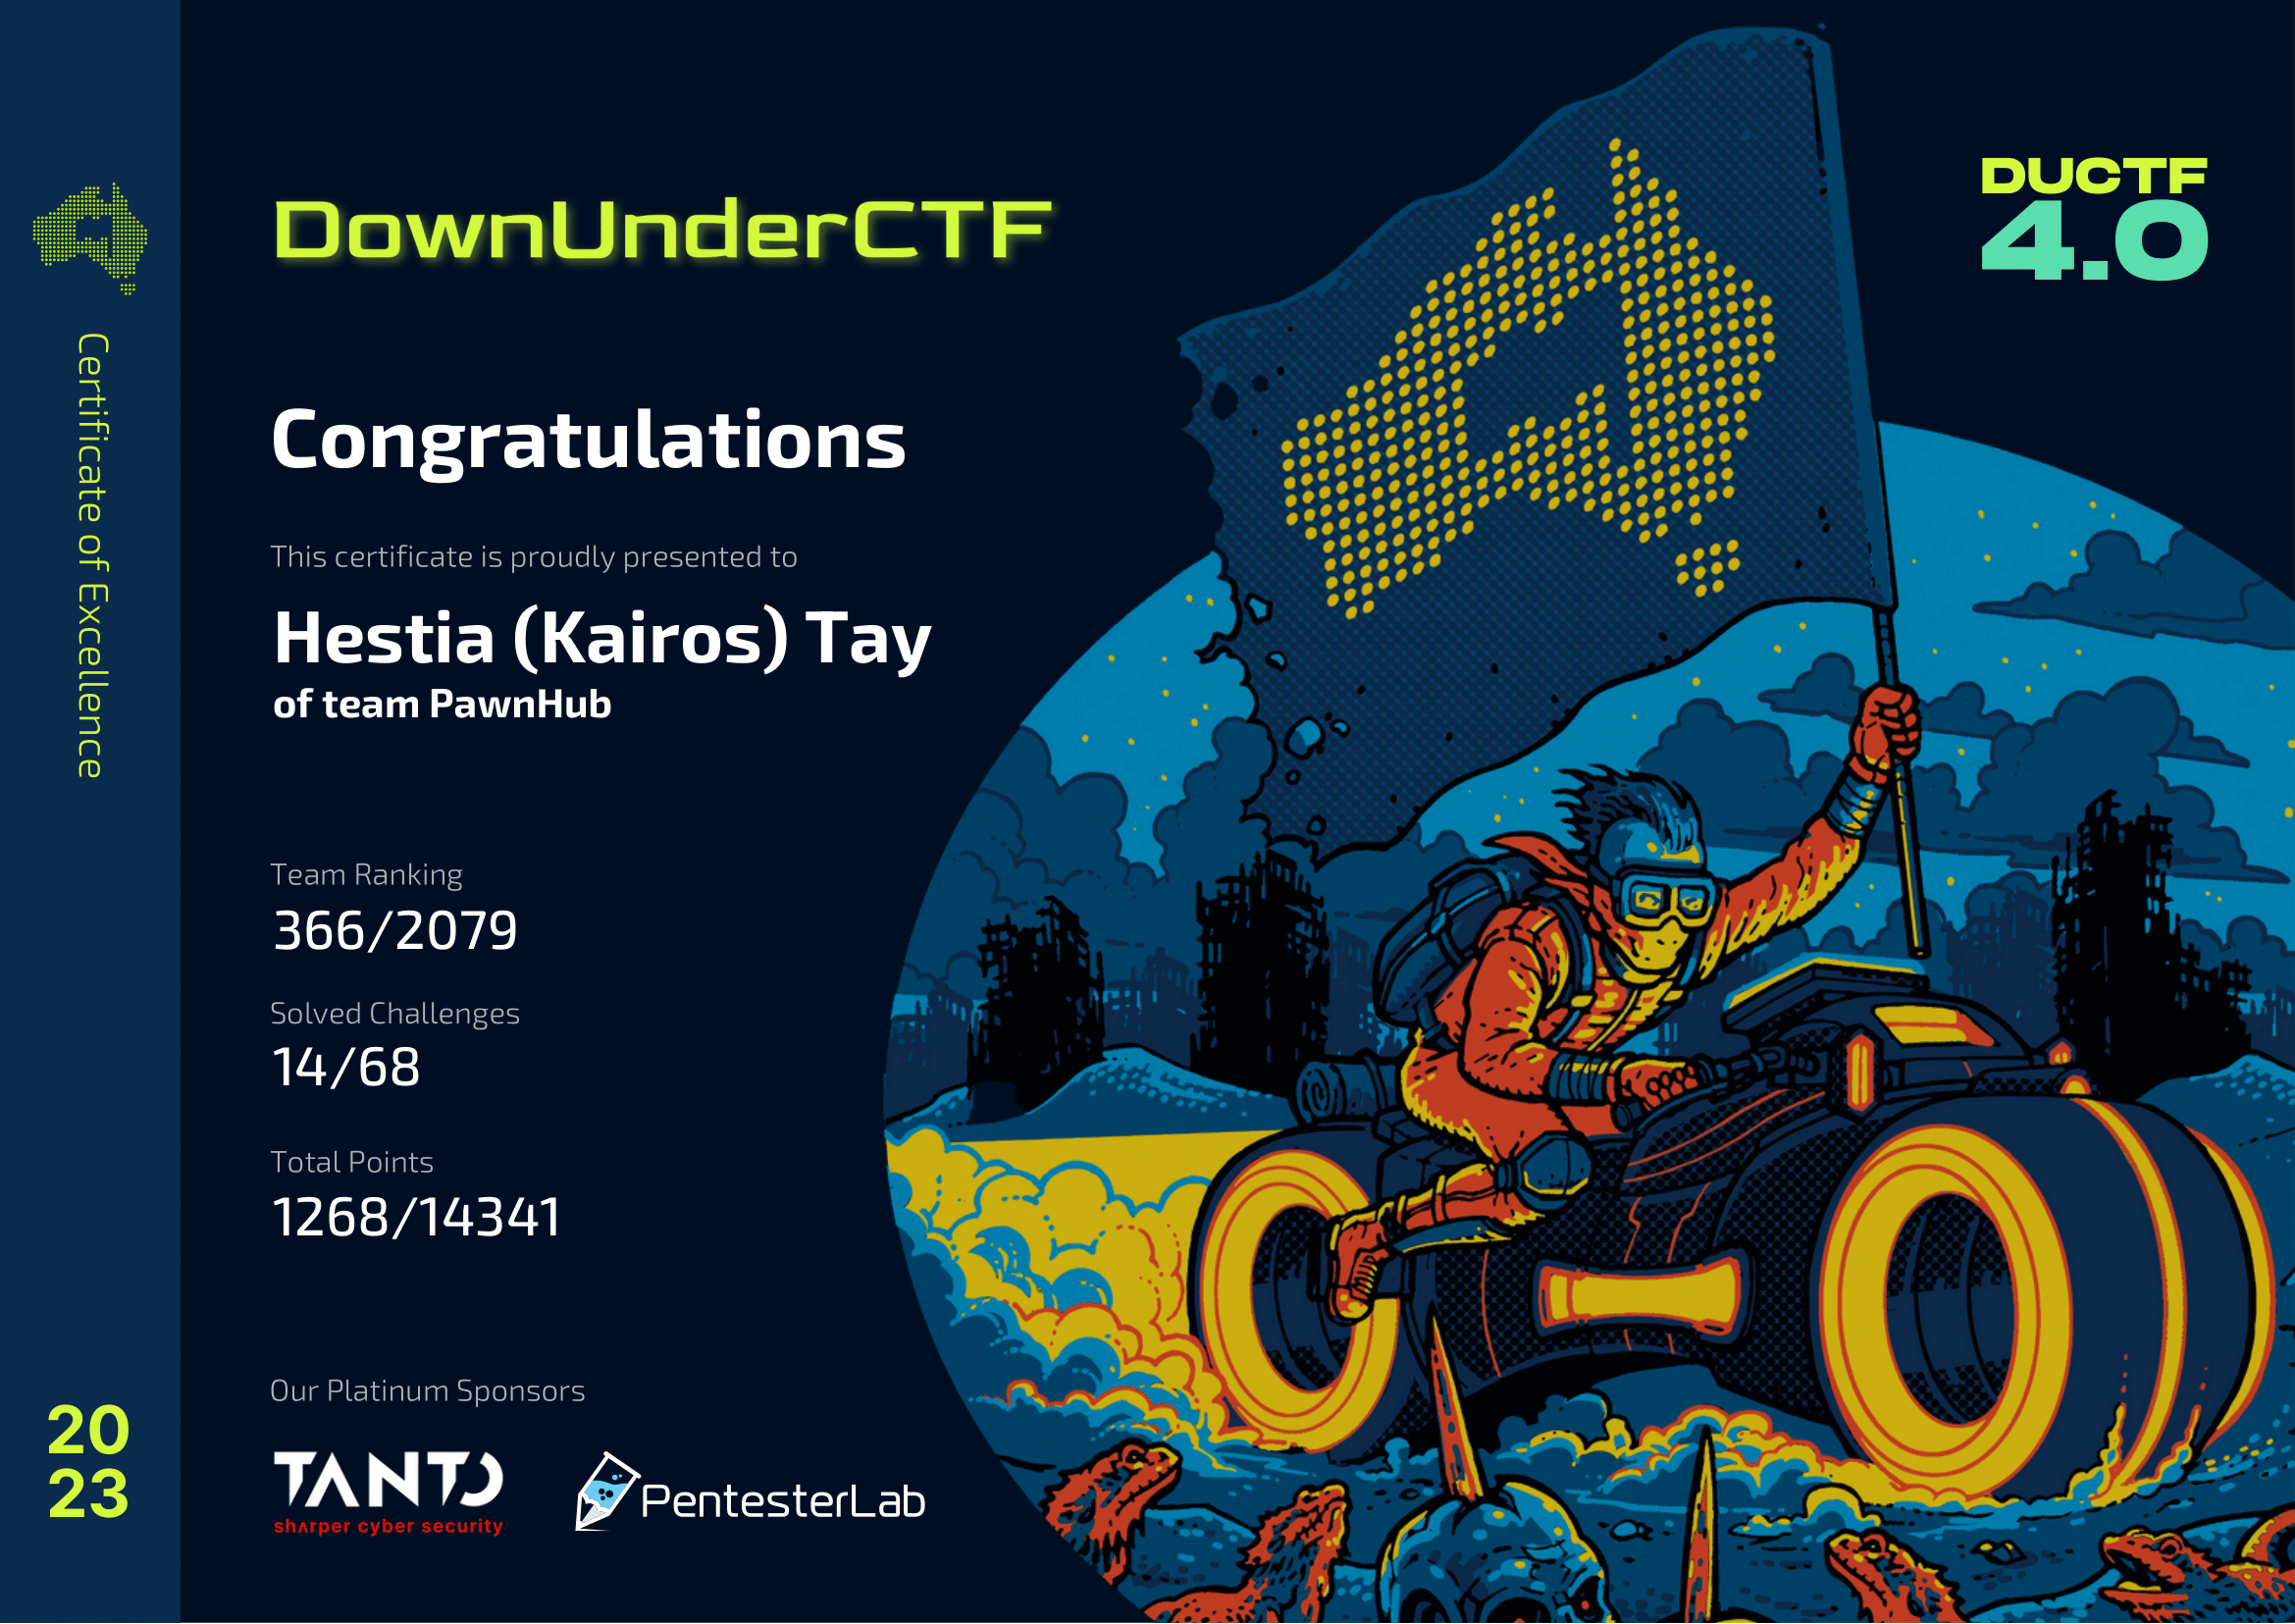 Certificate of Excellence
20
23
DownUnderCTF
DUCTF
4.0
Congratulations
This certificate is proudly presented to
Hestia (Kairos) Tay
of team PawnHub
Team Ranking
366/2079
Solved Challenges
14/68
Total Points
1268/14341
Our Platinum Sponsors
TANTO
shɅrper cyber security
PentesterLab